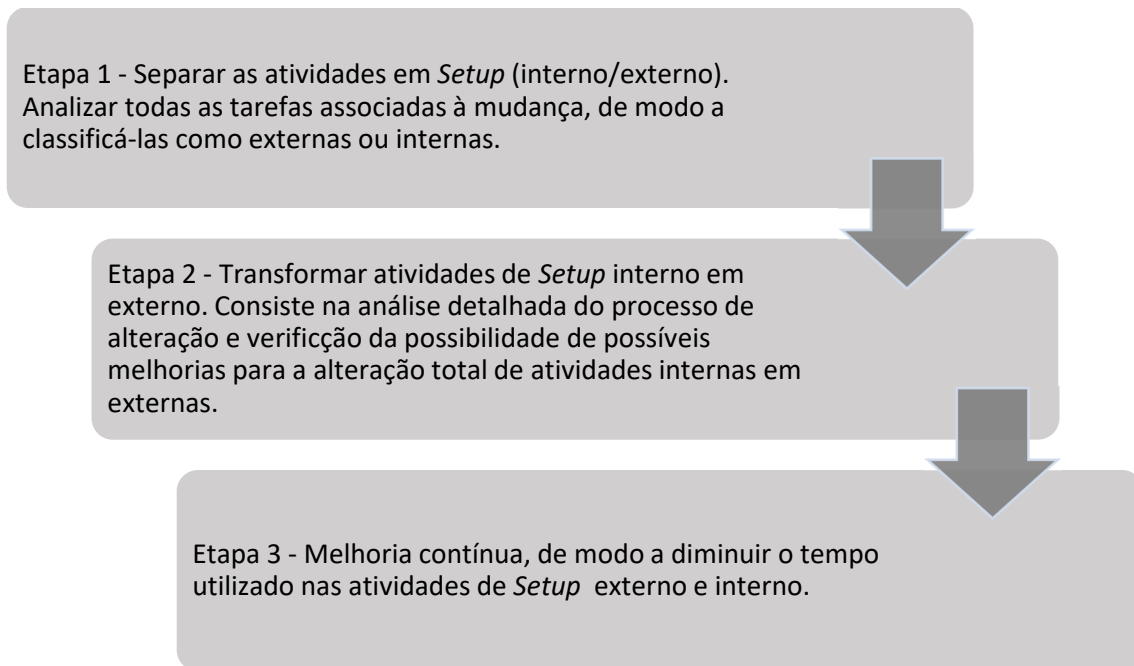 Etapa 1 - Separar as atividades em Setup (interno/externo).
Analizar todas as tarefas associadas à mudança, de modo a
classificá-las como externas ou internas.
Etapa 2 - Transformar atividades de Setup interno em
externo. Consiste na análise detalhada do processo de
alteração e verificção da possibilidade de possíveis
melhorias para a alteração total de atividades internas em
externas.
Etapa 3 - Melhoria contínua, de modo a diminuir o tempo
utilizado nas atividades de Setup  externo e interno.